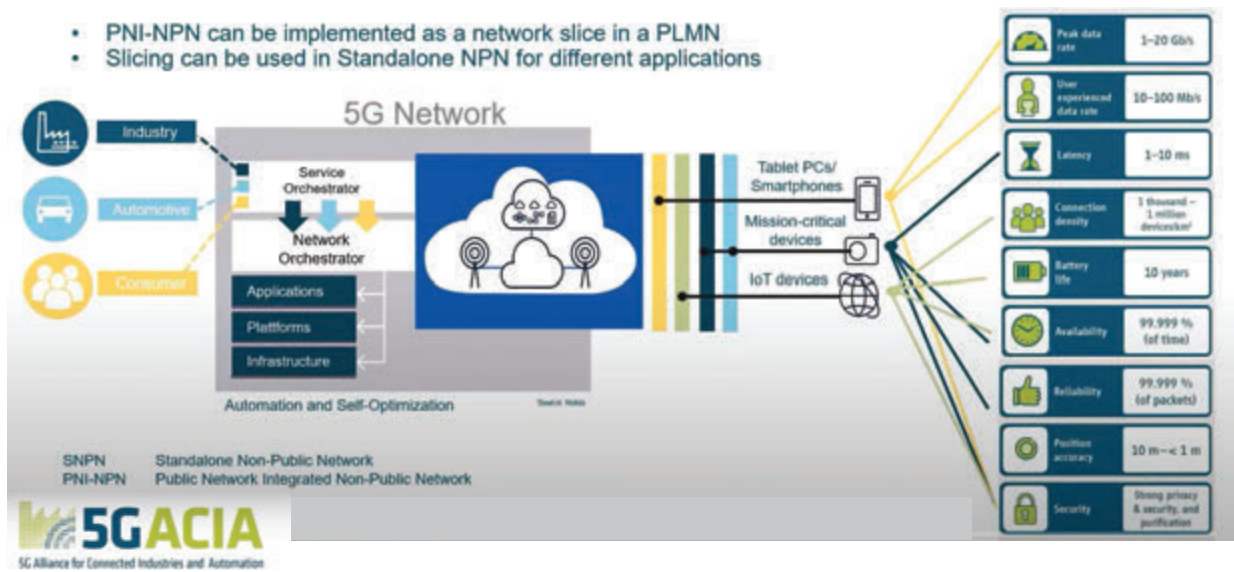 • PNI-NPN can be implemented as a network slice in a PLMN
• Slicing can be used in Standalone NPN for different applications
5G Network
Industry
Automotive
Consumer
Service
Orchestrator
Network
Orchestrator
Applications
Plattforms
Infrastructure
Automation and Self-Optimization
Source: Nokia
Tablet PCs/
Smartphones
Mission-critical
devices
IoT devices
Peak data
rate
1–20 Gb/s
User
experienced
data rate
10–100 Mb/s
Latency
1–10 ms
Connection
density
1 thousand –
1 million
devices/km²
Battery
life
10 years
Availability
99.999 %
(of time)
Reliability
99.999 %
(of packets)
Position
accuracy
10 m–< 1 m
Security
Strong privacy
& security, and
purification
SNPN Standalone Non-Public Network
PNI-NPN Public Network Integrated Non-Public Network
5G ACIA
5G Alliance for Connected Industries and Automation